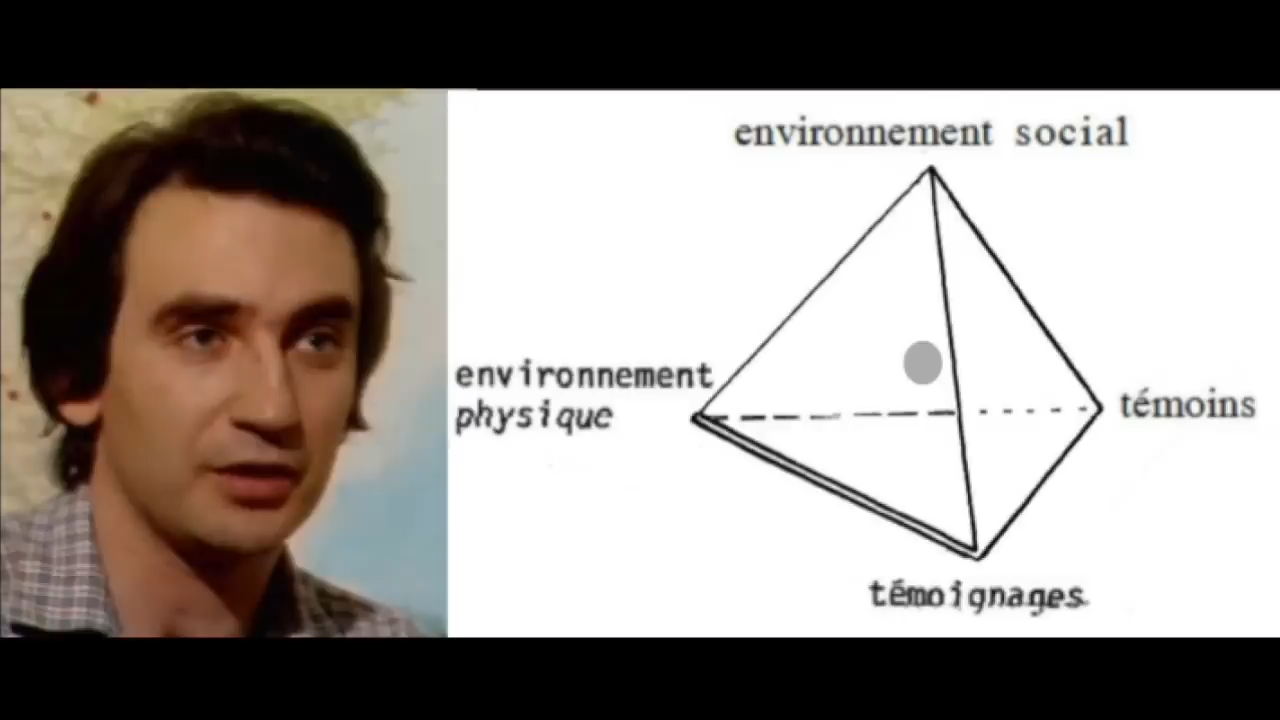 environnement social
environnement
physique
témoins
témoignages